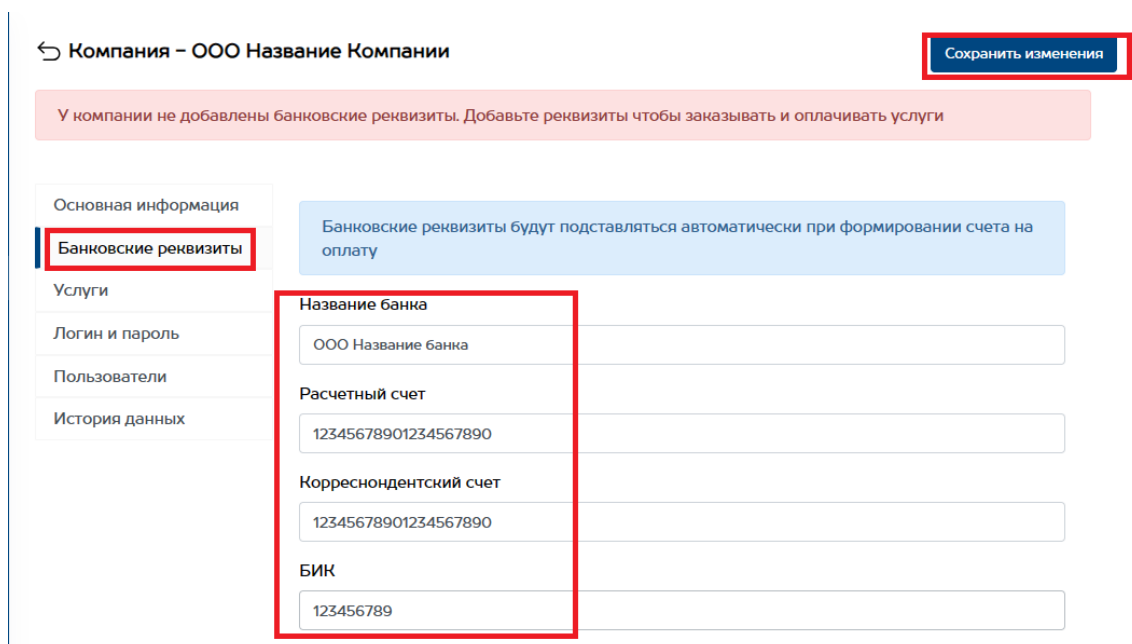 Компания – ООО Название Компании
Сохранить изменения
У компании не добавлены банковские реквизиты. Добавьте реквизиты чтобы заказывать и оплачивать услуги
Основная информация
Банковские реквизиты
Услуги
Логин и пароль
Пользователи
История данных
Банковские реквизиты будут подставляться автоматически при формировании счета на
оплату
Название банка
ООО Название банка
Расчетный счет
12345678901234567890
Корреснондентский счет
12345678901234567890
БИК
123456789